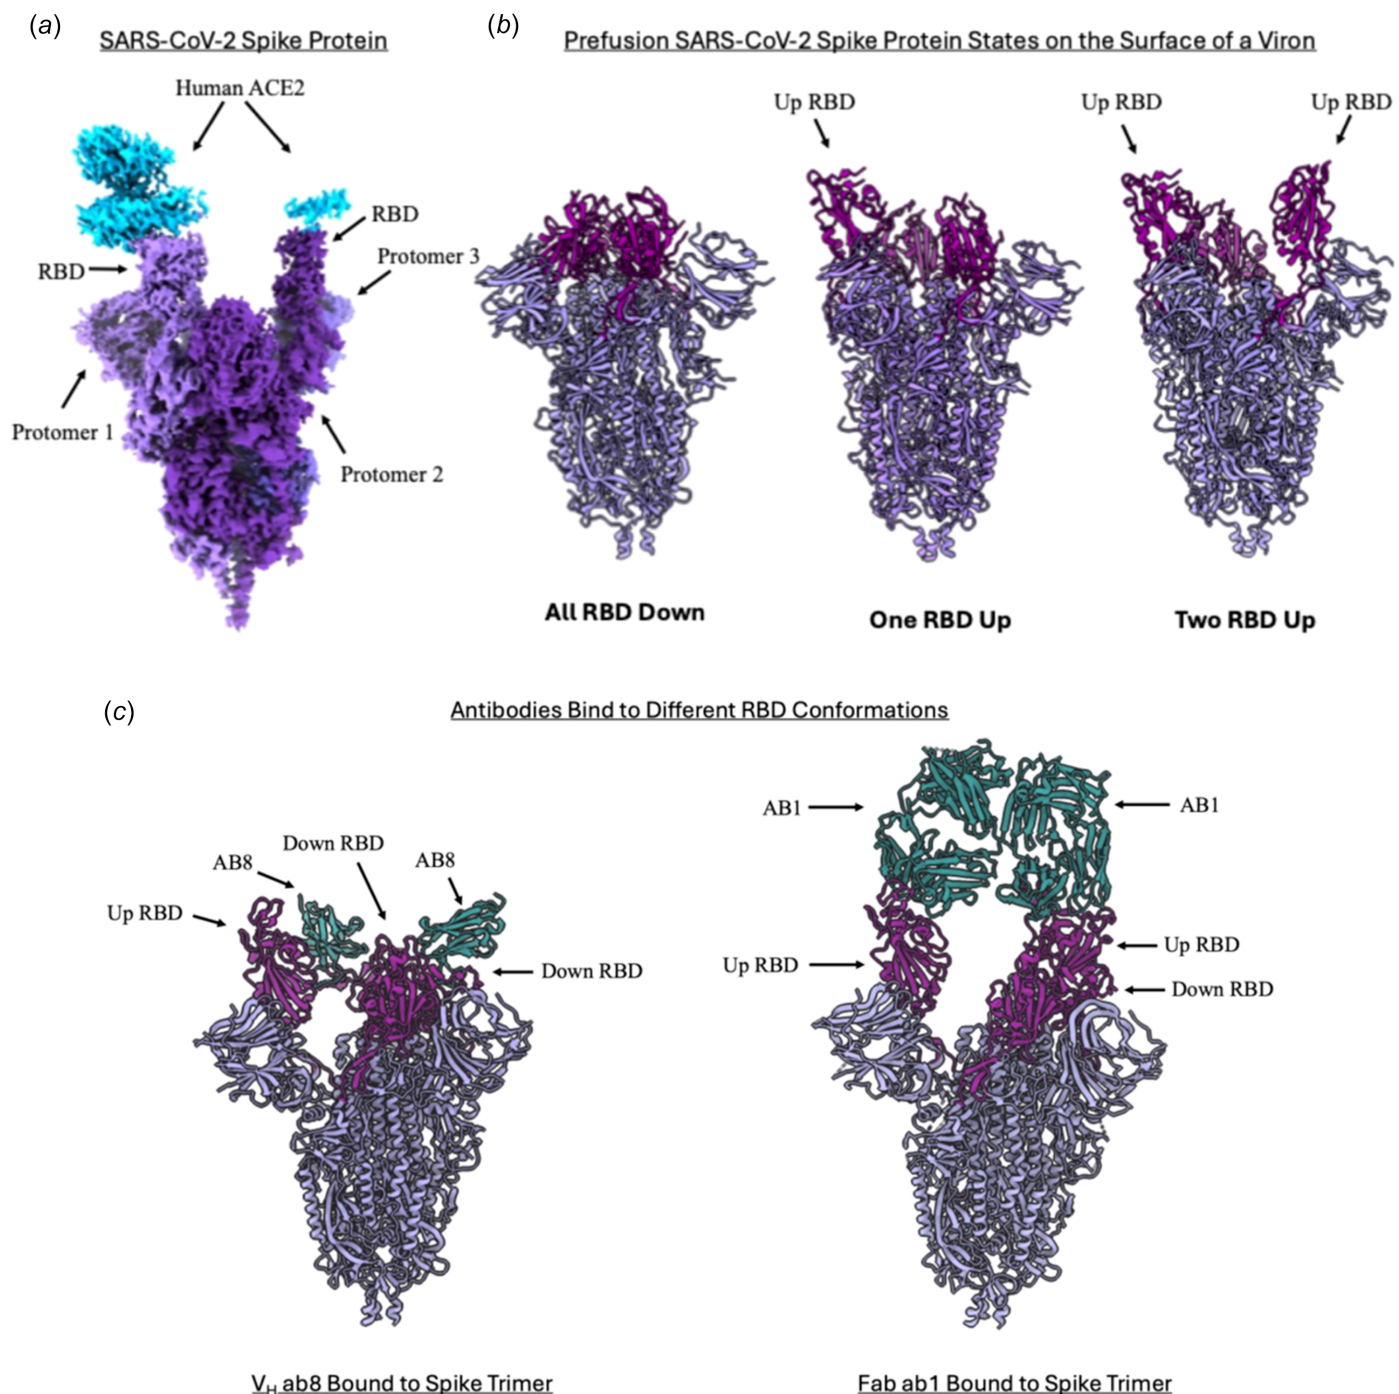 (a)
SARS-CoV-2 Spike Protein
Human ACE2
RBD
RBD
Protomer 3
Protomer 1
Protomer 2
(b)
Prefusion SARS-CoV-2 Spike Protein States on the Surface of a Viron
Up RBD
Up RBD
Up RBD
All RBD Down
One RBD Up
Two RBD Up
(c)
Antibodies Bind to Different RBD Conformations
Down RBD
AB8
AB8
Up RBD
Down RBD
VH ab8 Bound to Spike Trimer
AB1
AB1
Up RBD
Up RBD
Down RBD
Fab ab1 Bound to Spike Trimer